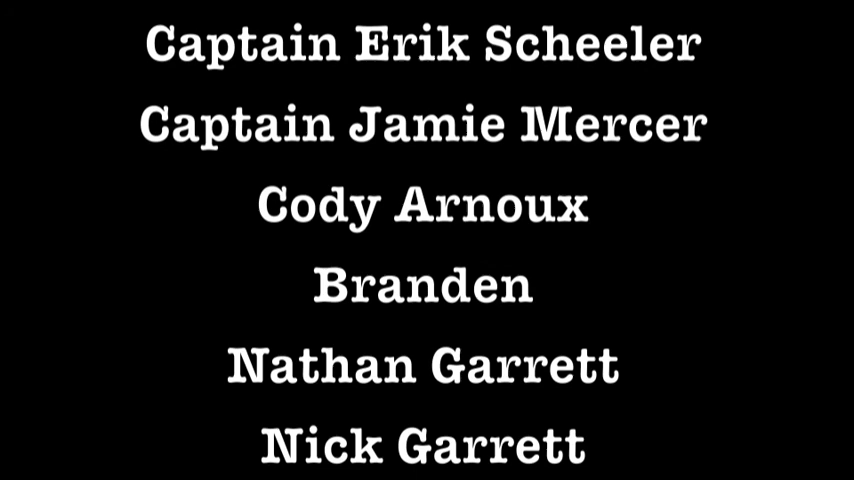 Captain Erik Scheeler
Captain Jamie Mercer
Cody Arnoux
Branden
Nathan Garrett
Nick Garrett